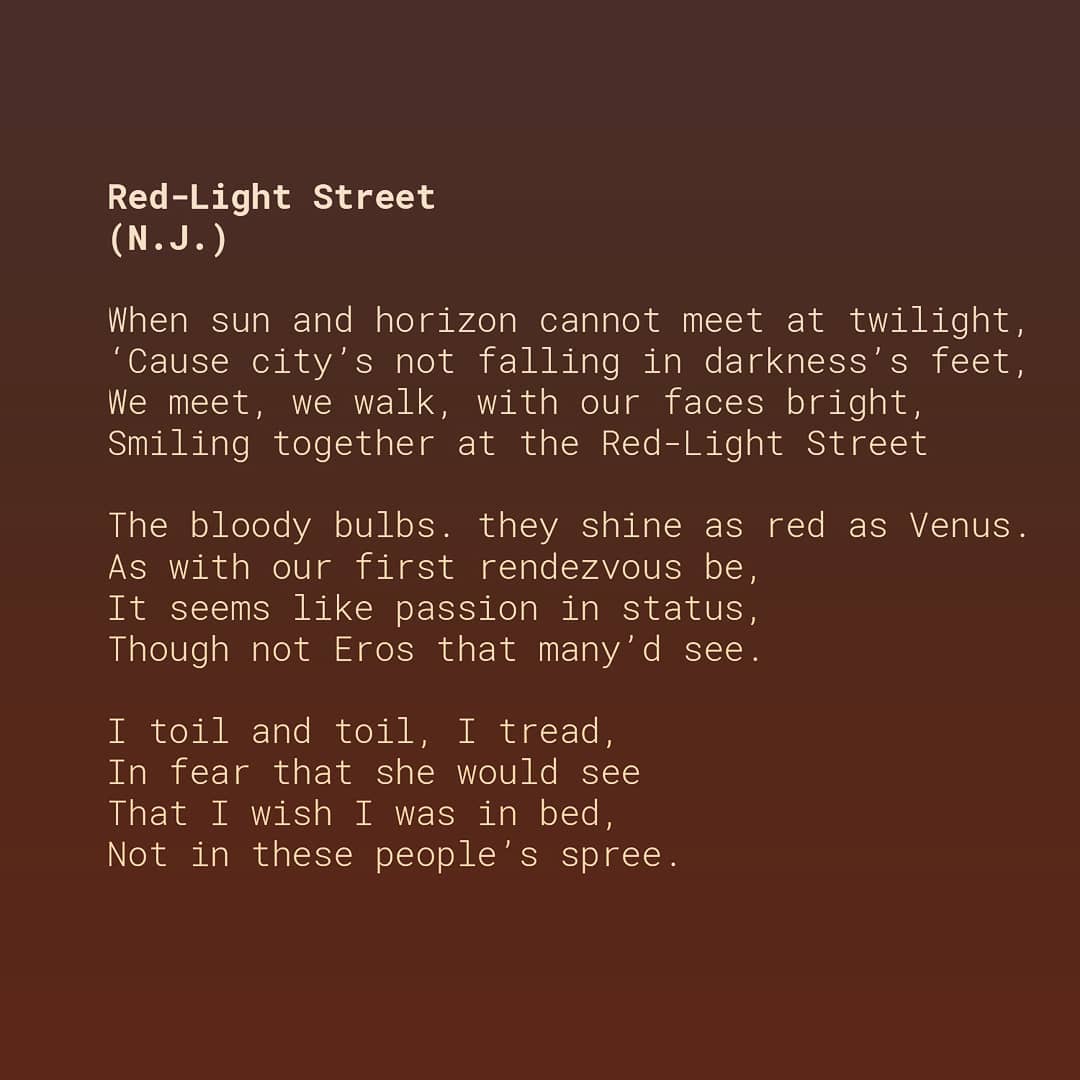 Red-Light Street
(N.J.)
When sun and horizon cannot meet at twilight,
‘Cause city’s not falling in darkness’s feet,
We meet, we walk, with our faces bright,
Smiling together at the Red-Light Street
The bloody bulbs. they shine as red as Venus.
As with our first rendezvous be,
It seems like passion in status,
Though not Eros that many’d see.
I toil and toil, I tread,
In fear that she would see
That I wish I was in bed,
Not in these people’s spree.